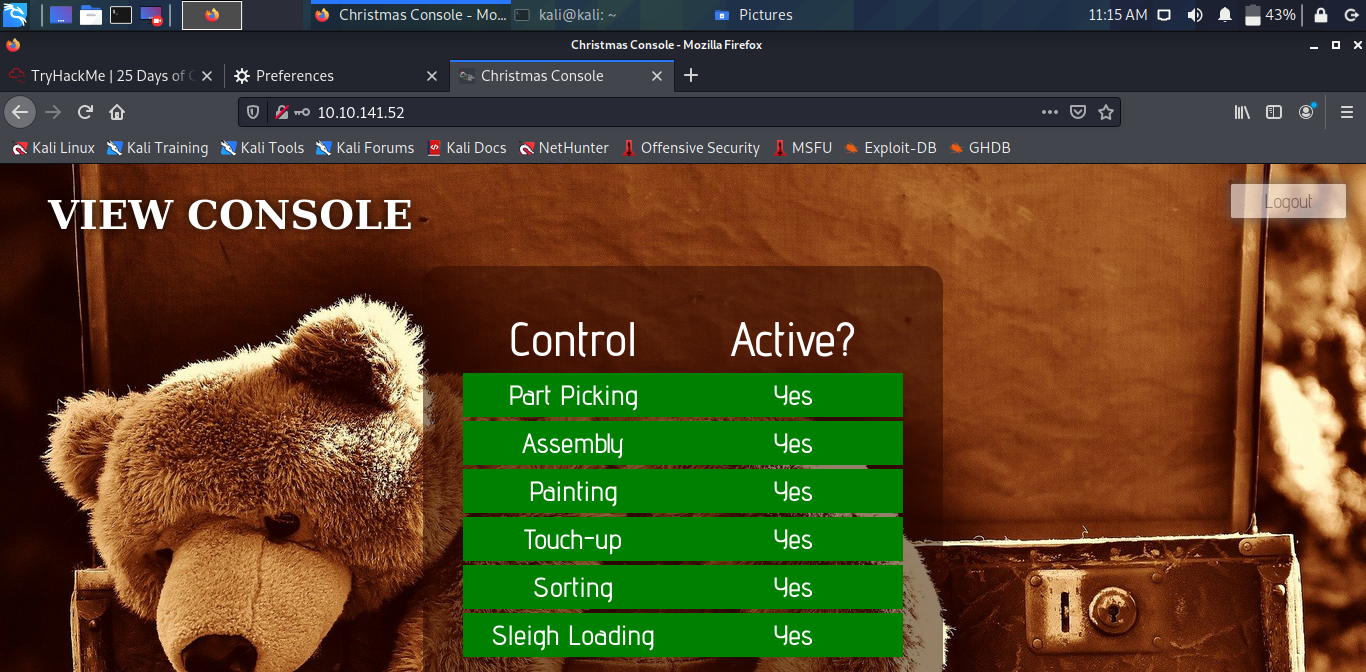 Christmas Console - Mo... kali@kali: ~ Pictures 11:15 AM 43%
Christmas Console - Mozilla Firefox
TryHackMe | 25 Days of Preferences Christmas Console
10.10.141.52
Kali Linux Kali Training Kali Tools Kali Forums Kali Docs NetHunter Offensive Security MSFU Exploit-DB GHDB
VIEW CONSOLE Logout
Control Active?
Part Picking Yes
Assembly Yes
Painting Yes
Touch-up Yes
Sorting Yes
Sleigh Loading Yes